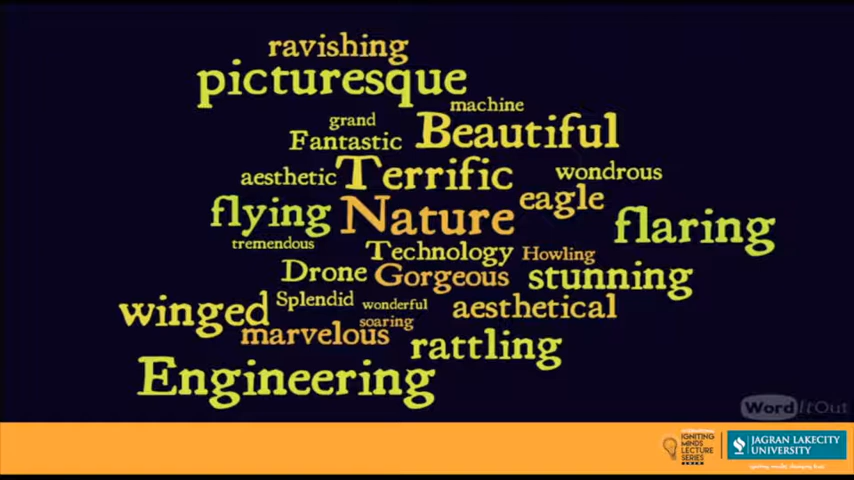 ravishing
picturesque
machine
grand
Fantastic Beautiful
aesthetic Terrific wondrous
eagle
flying Nature flaring
tremendous
Technology Howling
Drone Gorgeous stunning
Splendid wonderful aesthetical
winged
soaring
marvelous rattling
Engineering
WordItOut
INTERNATIONAL
IGNITING
MINDS
LECTURE
SERIES
JAGRAN LAKECITY
UNIVERSITY